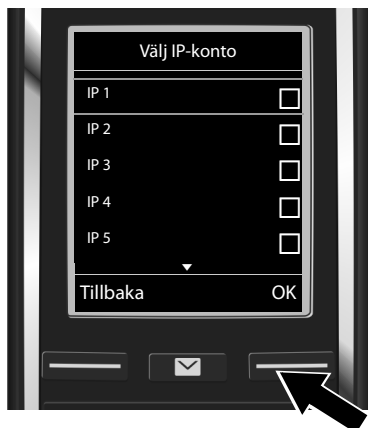 Välj IP-konto
IP 1
IP 2
IP 3
IP 4
IP 5
Tillbaka OK